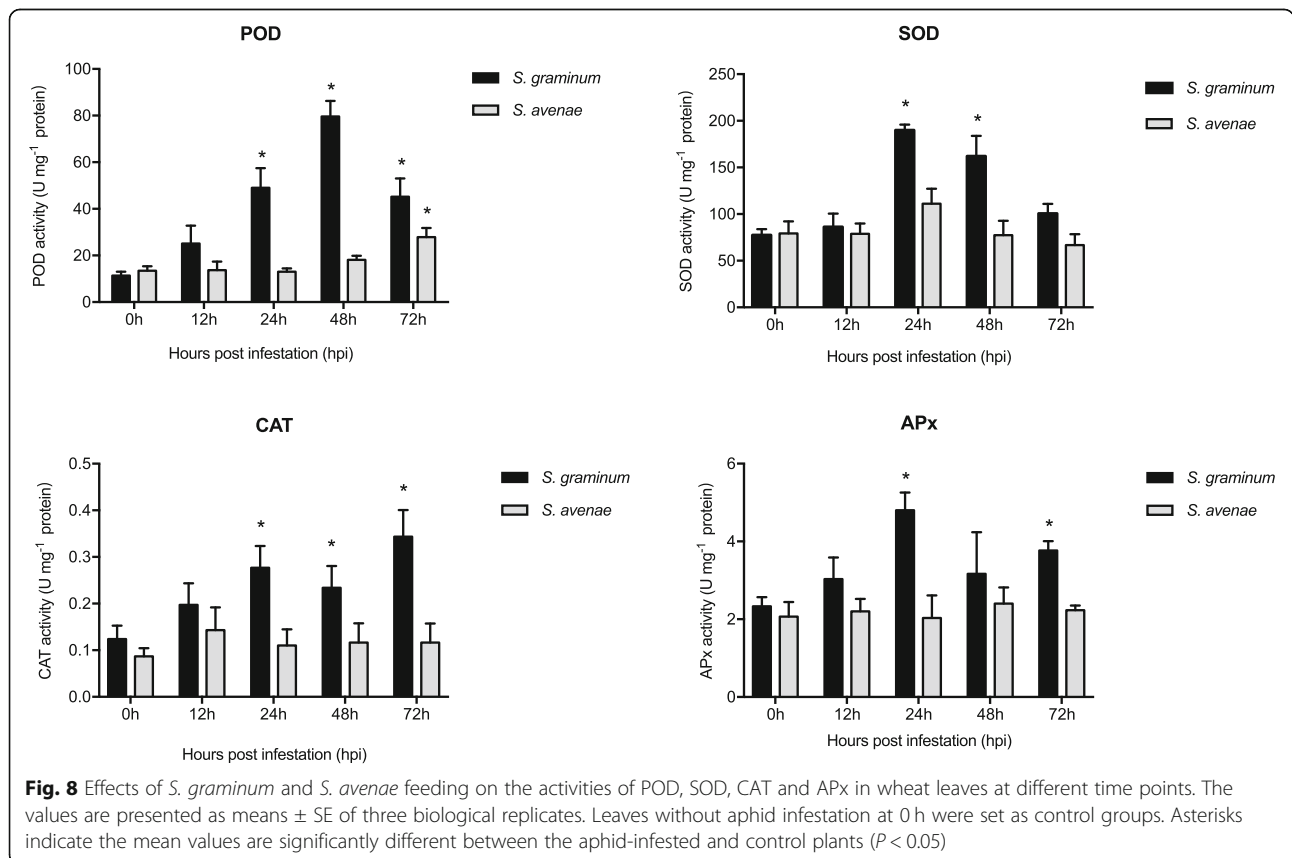 POD
POD activity (U mg⁻¹ protein)
100
80
60
40
20
0
* * * *
0h 12h 24h 48h 72h
Hours post infestation (hpi)
S. graminum
S. avenae
SOD
SOD activity (U mg⁻¹ protein)
250
200
150
100
50
0
* *
0h 12h 24h 48h 72h
Hours post infestation (hpi)
S. graminum
S. avenae
CAT
CAT activity (U mg⁻¹ protein)
0.5
0.4
0.3
0.2
0.1
0.0
* * *
0h 12h 24h 48h 72h
Hours post infestation (hpi)
S. graminum
S. avenae
APx
APx activity (U mg⁻¹ protein)
6
4
2
0
* *
0h 12h 24h 48h 72h
Hours post infestation (hpi)
S. graminum
S. avenae
Fig. 8 Effects of S. graminum and S. avenae feeding on the activities of POD, SOD, CAT and APx in wheat leaves at different time points. The
values are presented as means ± SE of three biological replicates. Leaves without aphid infestation at 0 h were set as control groups. Asterisks
indicate the mean values are significantly different between the aphid-infested and control plants (P < 0.05)